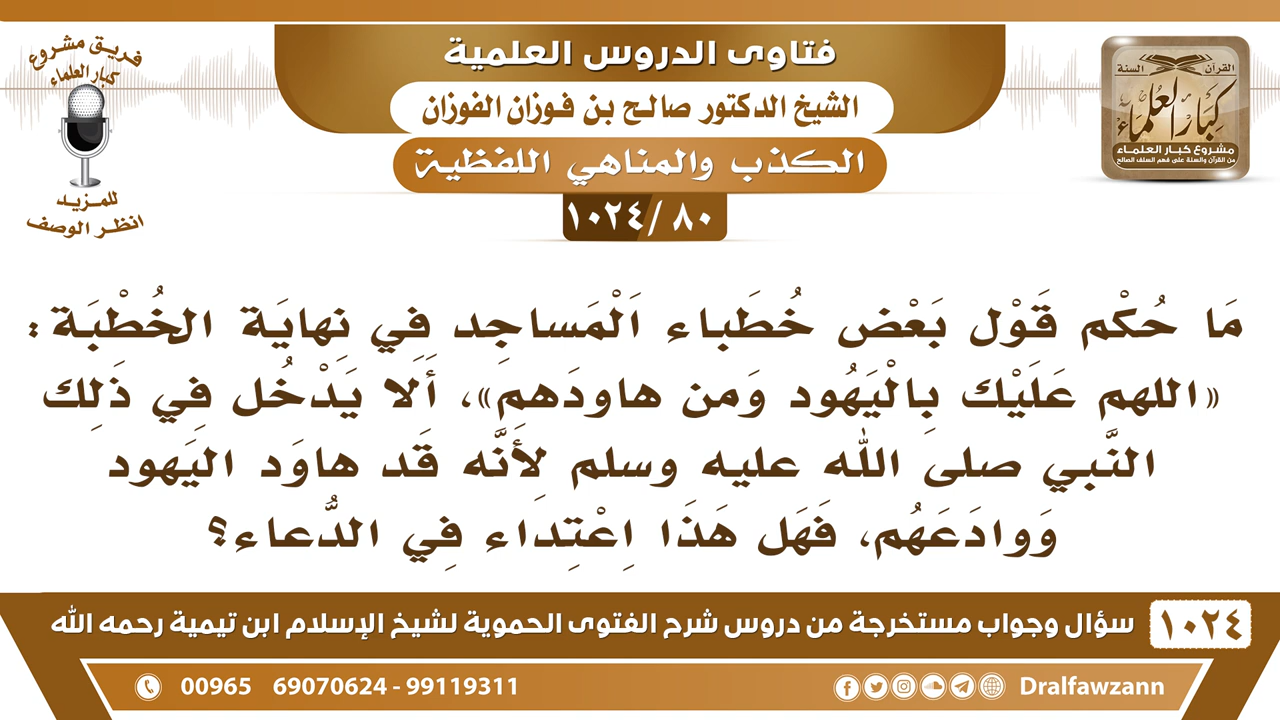 فتاوى الدروس العلمية
الشيخ الدكتور صالح بن فوزان الفوزان
الكذب والمناهي اللفظية
٨٠ / ١٠٢٤
فريق مشروع كبار العلماء
للمزيد
انظر الوصف
القرآن السنة
كبار العلماء
مشروع كبار العلماء
من القرآن والسنة على فهم السلف الصالح
مَا حُكْم قَوْل بَعْض خُطَباء اَلْمَساجِد في نهايَة الخُطْبَة :
«اللهم عَلَيْك بِالْيَهُود وَمن هاودَهم»، أَلَا يَدْخُل فِي ذَلِك
النَّبي صلى الله عليه وسلم لأَنَّه قَد هاوَد اليَهود
وَوادَعَهُم، فَهَل هَذَا اِعْتِدَاء فِي الدُّعاء؟
١٠٢٤ سؤال وجواب مستخرجة من دروس شرح الفتوى الحموية لشيخ الإسلام ابن تيمية رحمه الله
00965 69070624 - 99119311
Dralfawzann